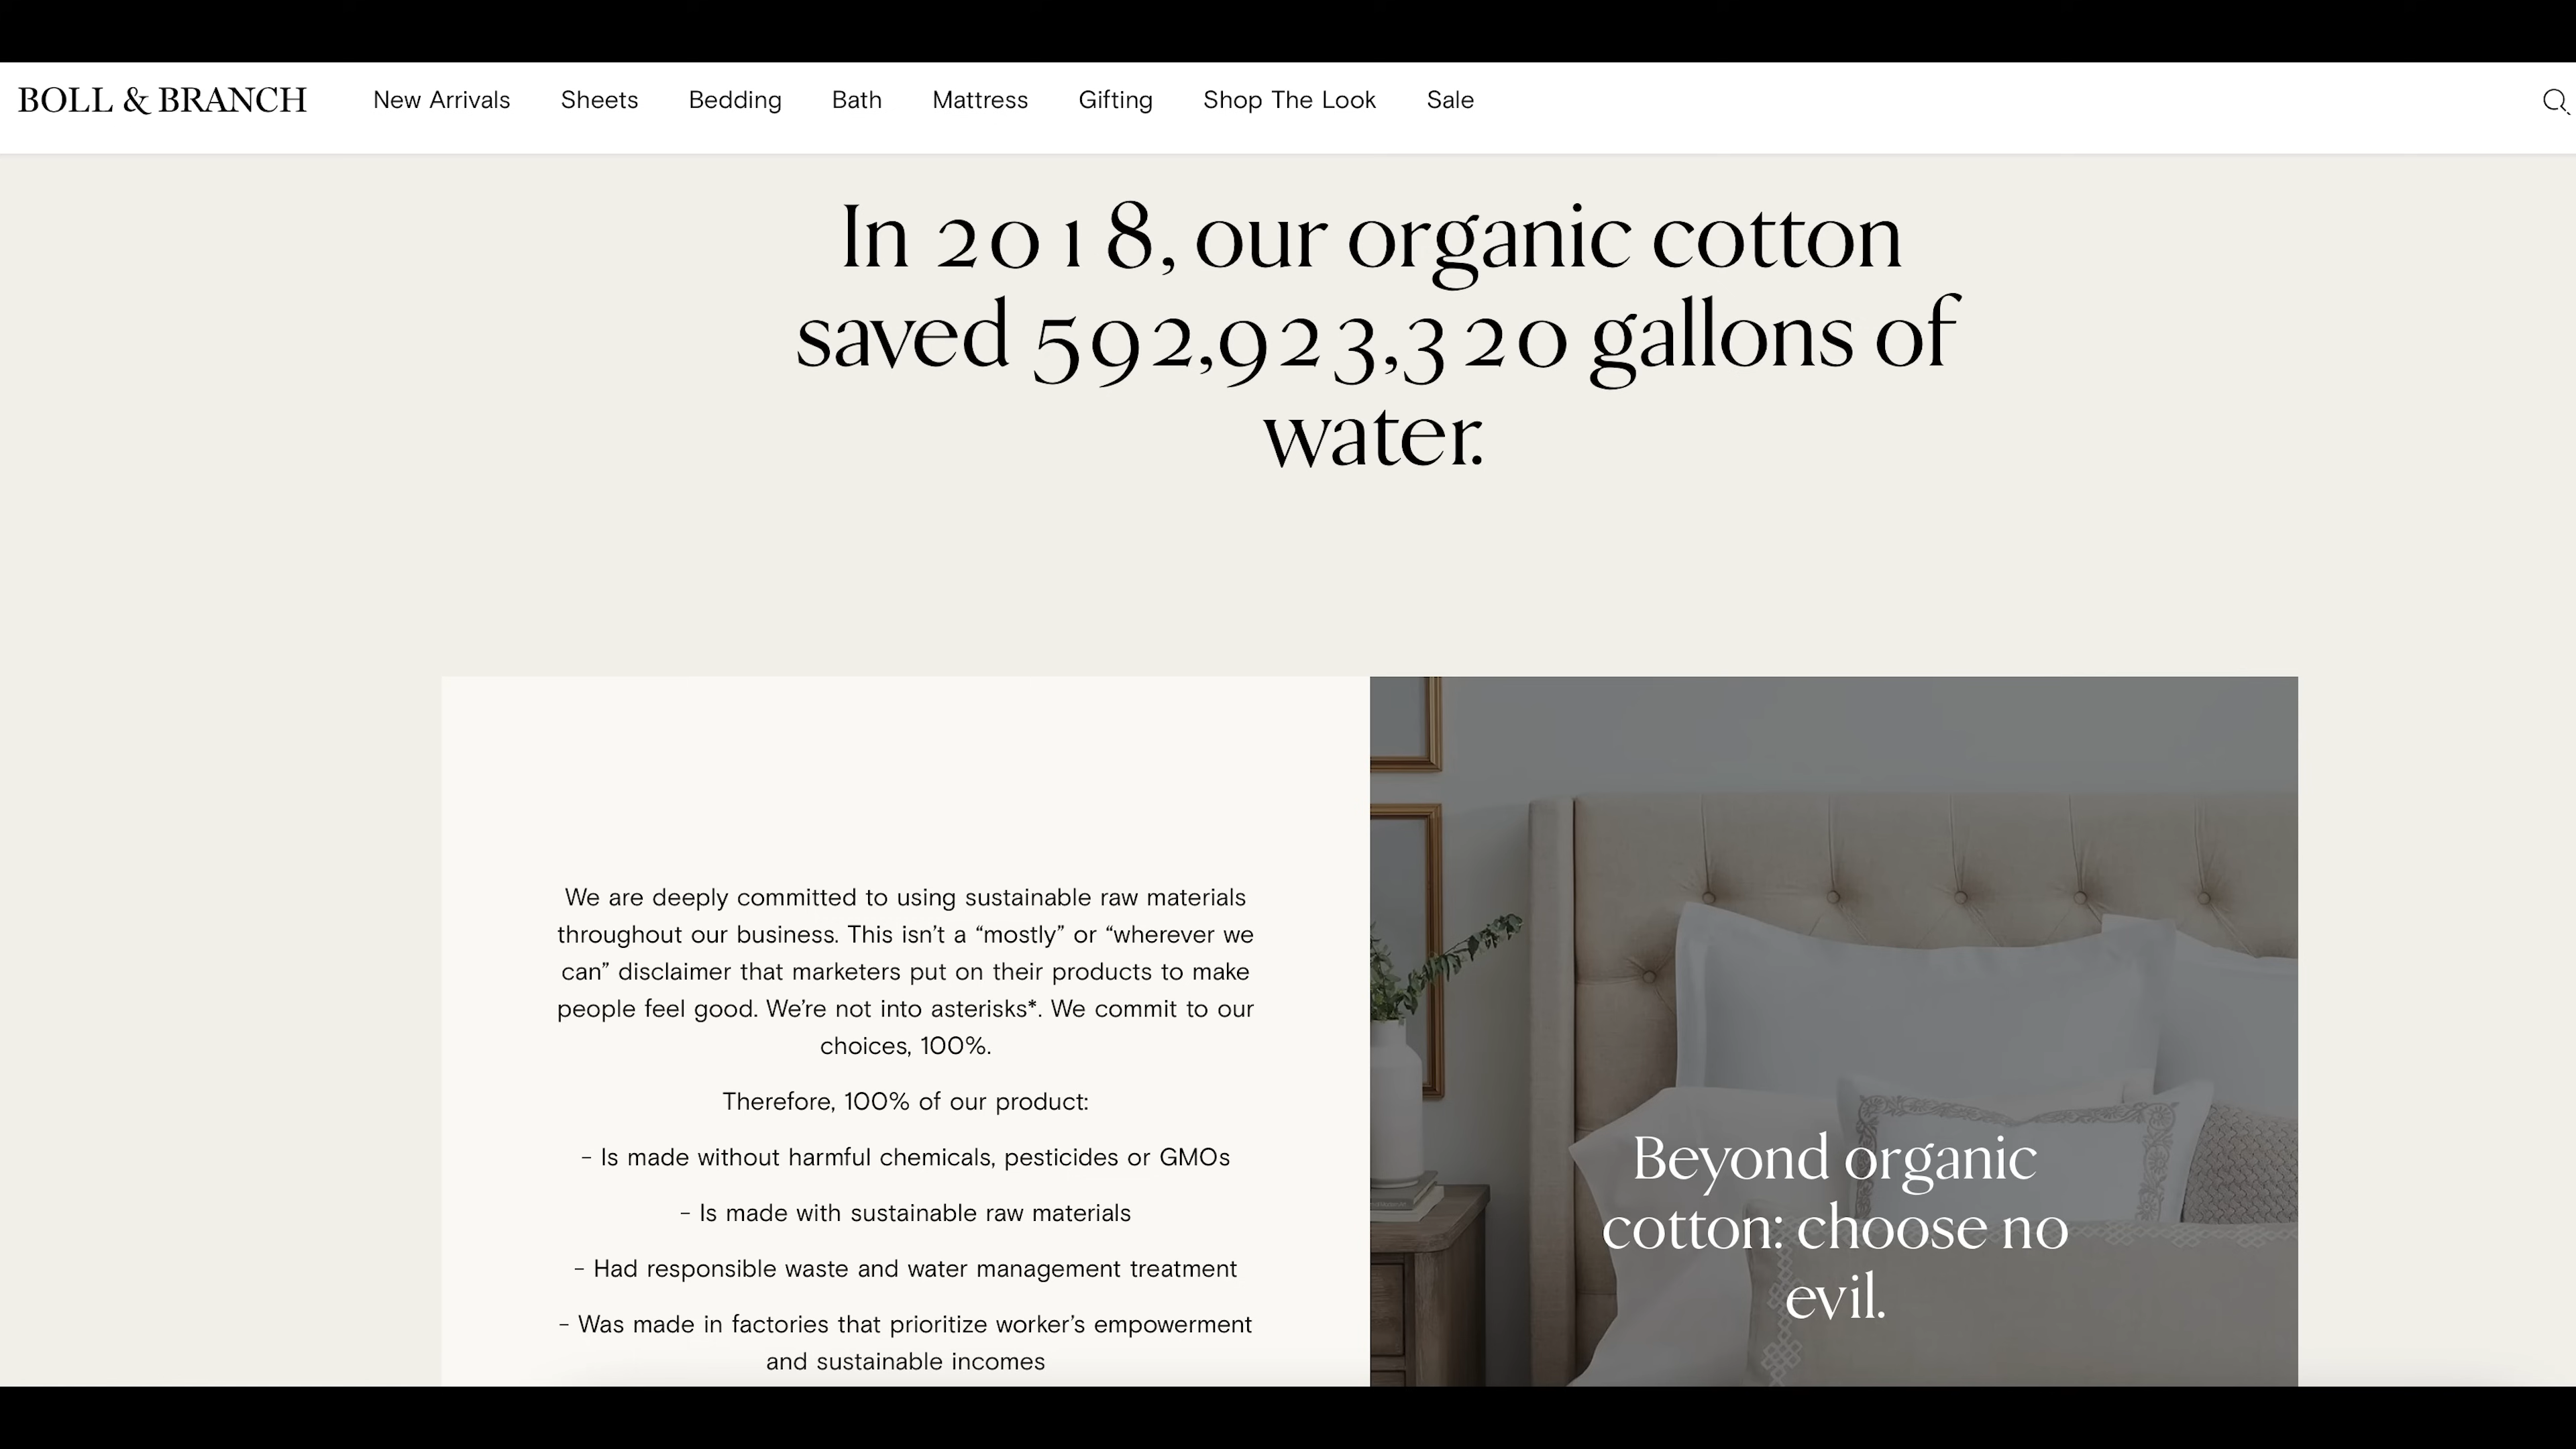 BOLL & BRANCH New Arrivals Sheets Bedding Bath Mattress Gifting Shop The Look Sale
In 2018, our organic cotton
saved 592,923,320 gallons of
water.
We are deeply committed to using sustainable raw materials
throughout our business. This isn’t a “mostly” or “wherever we
can” disclaimer that marketers put on their products to make
people feel good. We’re not into asterisks*. We commit to our
choices, 100%.
Therefore, 100% of our product:
– Is made without harmful chemicals, pesticides or GMOs
– Is made with sustainable raw materials
– Had responsible waste and water management treatment
– Was made in factories that prioritize worker’s empowerment
and sustainable incomes
Beyond organic
cotton: choose no
evil.